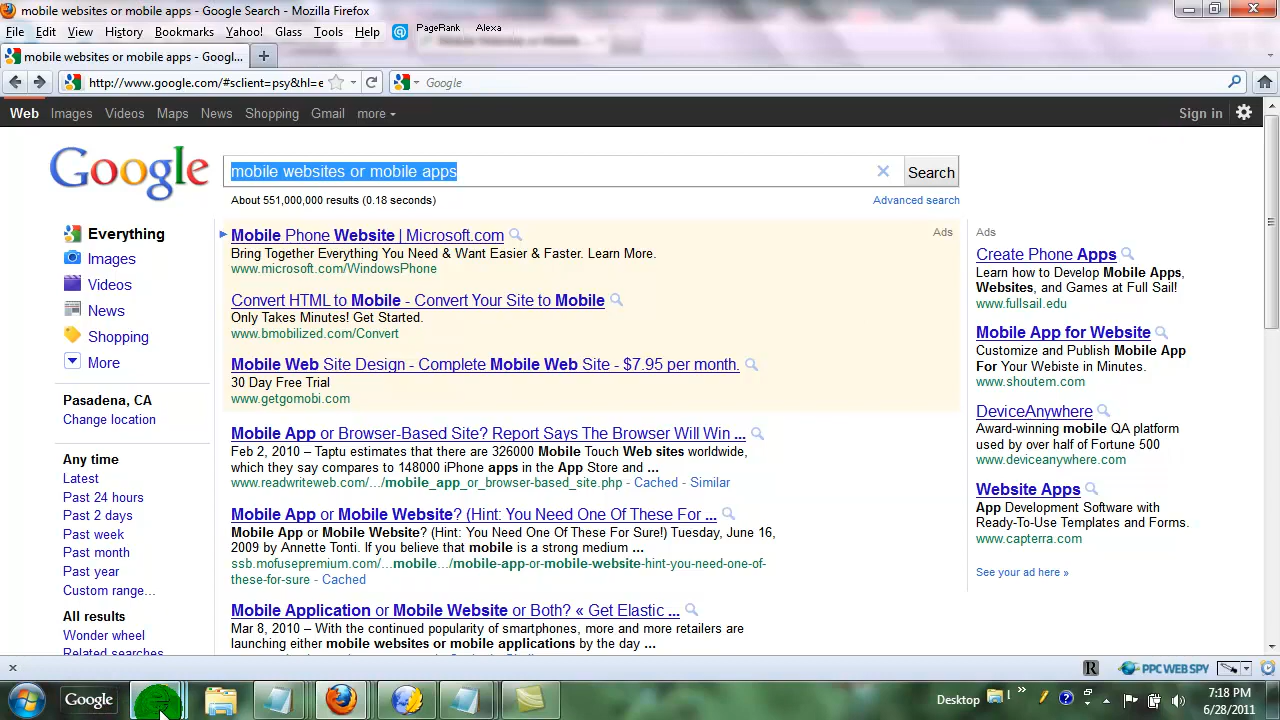 mobile websites or mobile apps - Google Search - Mozilla Firefox
File Edit View History Bookmarks Yahoo! Glass Tools Help PageRank Alexa
mobile websites or mobile apps - Googl...
http://www.google.com/#sclient=psy&hl=e
Google
Web Images Videos Maps News Shopping Gmail more
Sign in
Google
mobile websites or mobile apps
Search
About 551,000,000 results (0.18 seconds)
Advanced search
Everything
Images
Videos
News
Shopping
More
Pasadena, CA
Change location
Any time
Latest
Past 24 hours
Past 2 days
Past week
Past month
Past year
Custom range...
All results
Wonder wheel
Related searches
Ads
Mobile Phone Website | Microsoft.com
Bring Together Everything You Need & Want Easier & Faster. Learn More.
www.microsoft.com/WindowsPhone
Convert HTML to Mobile - Convert Your Site to Mobile
Only Takes Minutes! Get Started.
www.bmobilized.com/Convert
Mobile Web Site Design - Complete Mobile Web Site - $7.95 per month.
30 Day Free Trial
www.getgomobi.com
Mobile App or Browser-Based Site? Report Says The Browser Will Win ...
Feb 2, 2010 – Taptu estimates that there are 326000 Mobile Touch Web sites worldwide,
which they say compares to 148000 iPhone apps in the App Store and ...
www.readwriteweb.com/.../mobile_app_or_browser-based_site.php - Cached - Similar
Mobile App or Mobile Website? (Hint: You Need One Of These For ...
Mobile App or Mobile Website? (Hint: You Need One Of These For Sure!) Tuesday, June 16,
2009 by Annette Tonti. If you believe that mobile is a strong medium ...
ssb.mofusepremium.com/...mobile.../mobile-app-or-mobile-website-hint-you-need-one-of-
these-for-sure - Cached
Mobile Application or Mobile Website or Both? « Get Elastic ...
Mar 8, 2010 – With the continued popularity of smartphones, more and more retailers are
launching either mobile websites or mobile applications by the day ...
Ads
Create Phone Apps
Learn how to Develop Mobile Apps,
Websites, and Games at Full Sail!
www.fullsail.edu
Mobile App for Website
Customize and Publish Mobile App
For Your Webiste in Minutes.
www.shoutem.com
DeviceAnywhere
Award-winning mobile QA platform
used by over half of Fortune 500
www.deviceanywhere.com
Website Apps
App Development Software with
Ready-To-Use Templates and Forms.
www.capterra.com
See your ad here »
R PPC WEB SPY
Google
Desktop
7:18 PM
6/28/2011